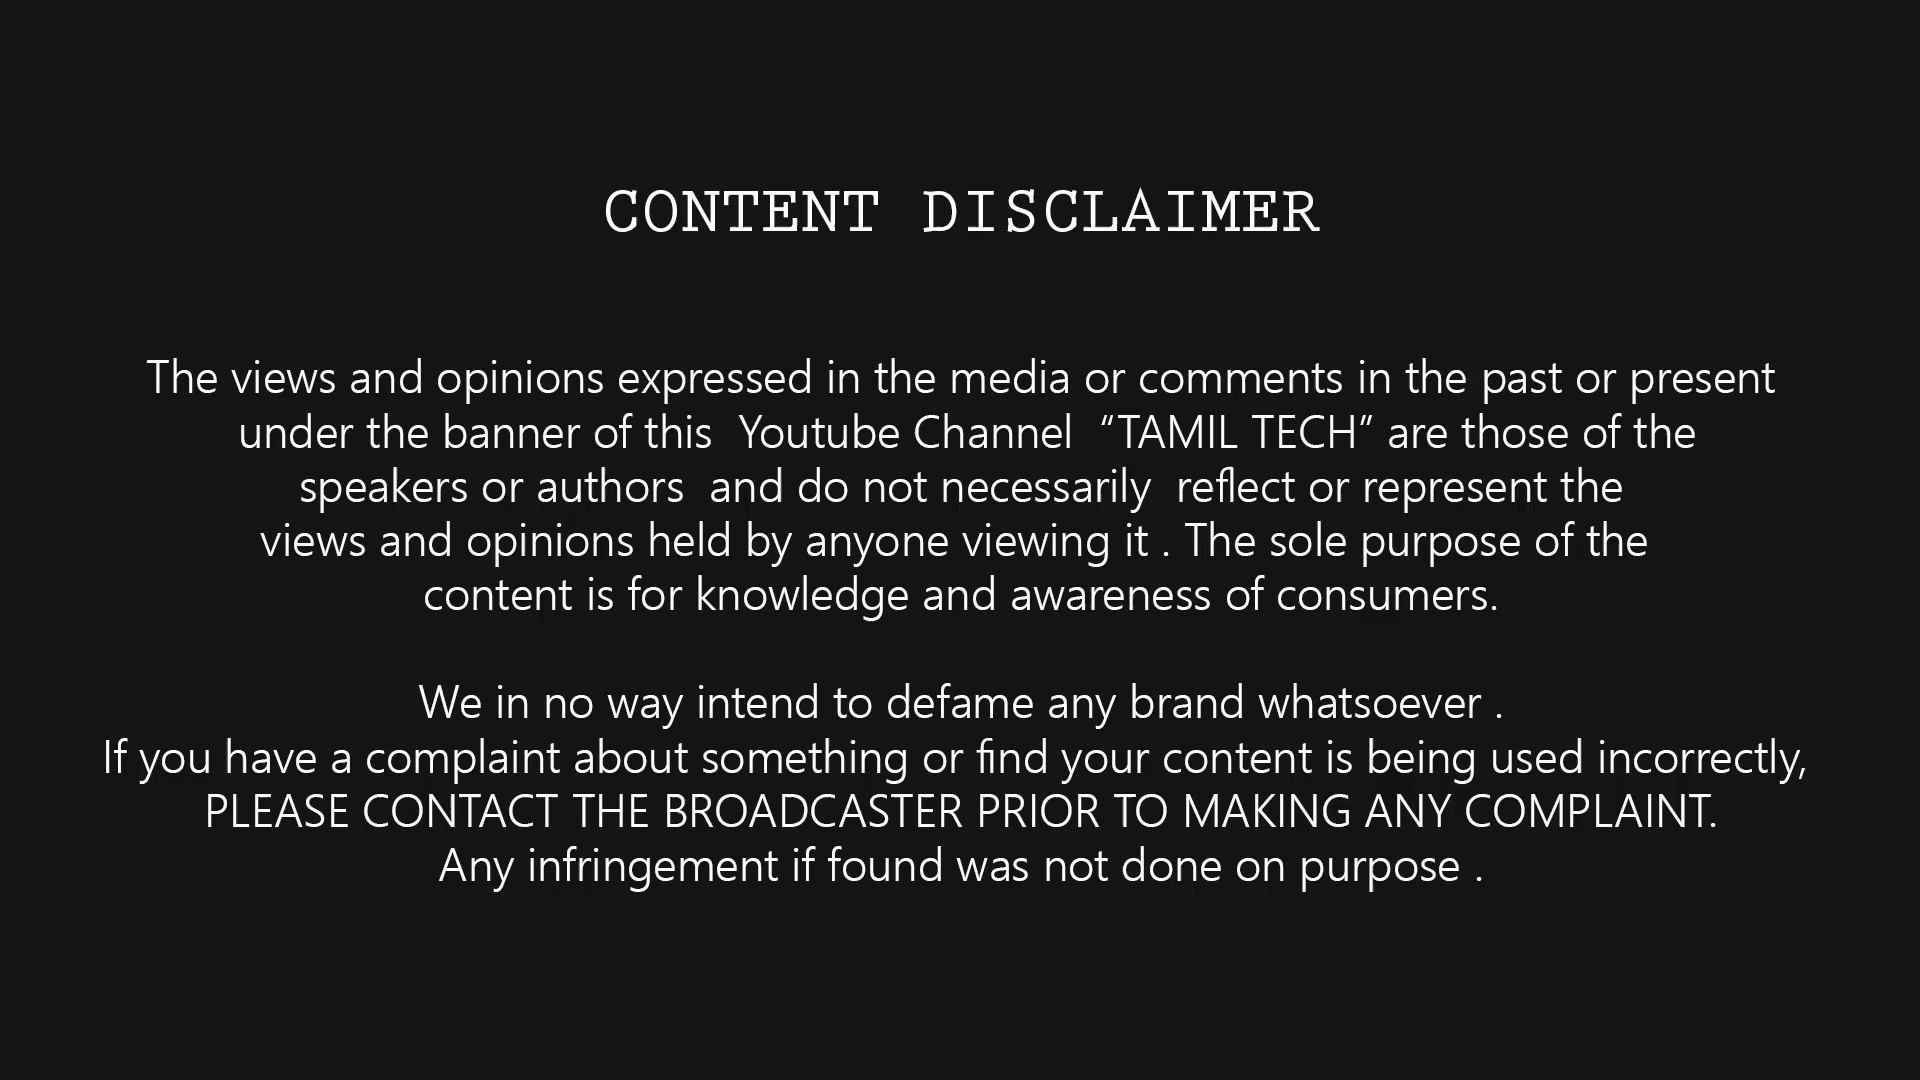 CONTENT DISCLAIMER
The views and opinions expressed in the media or comments in the past or present
under the banner of this  Youtube Channel  “TAMIL TECH” are those of the
speakers or authors  and do not necessarily  reflect or represent the
views and opinions held by anyone viewing it . The sole purpose of the
content is for knowledge and awareness of consumers.
We in no way intend to defame any brand whatsoever .
If you have a complaint about something or find your content is being used incorrectly,
PLEASE CONTACT THE BROADCASTER PRIOR TO MAKING ANY COMPLAINT.
Any infringement if found was not done on purpose .